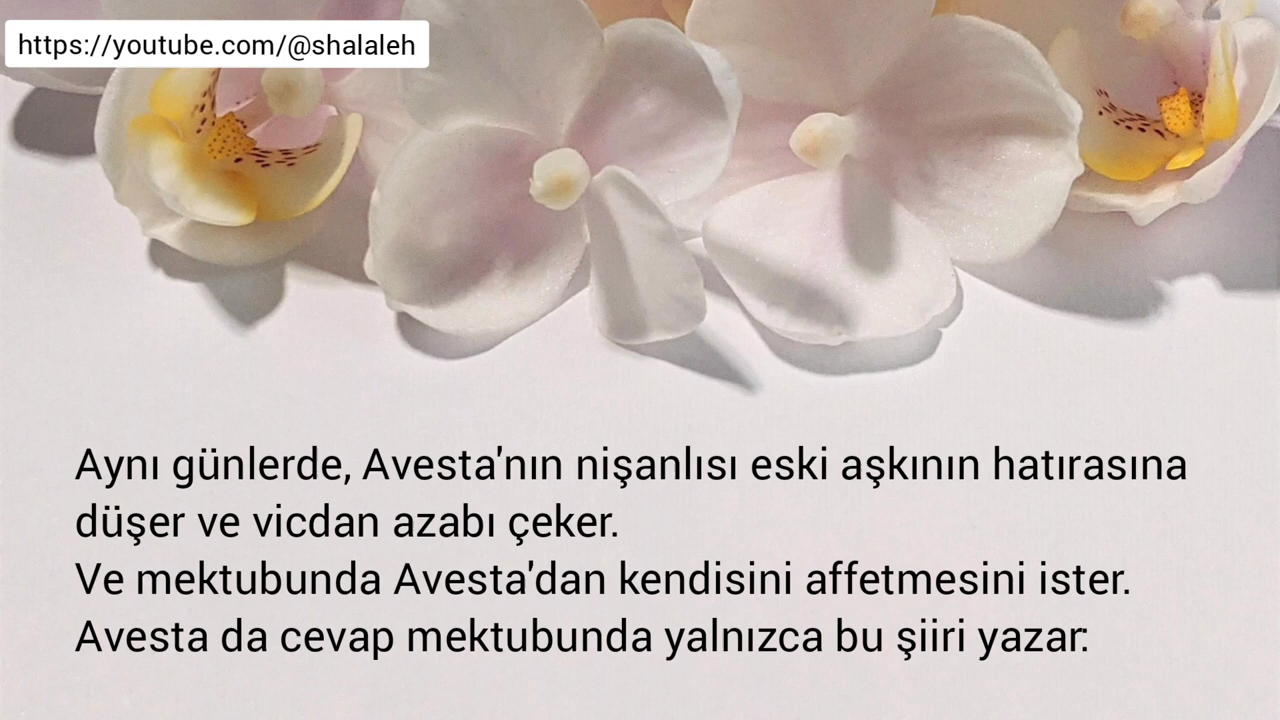 https://youtube.com/@shalaleh
Aynı günlerde, Avesta'nın nişanlısı eski aşkının hatırasına
düşer ve vicdan azabı çeker.
Ve mektubunda Avesta'dan kendisini affetmesini ister.
Avesta da cevap mektubunda yalnızca bu şiiri yazar: